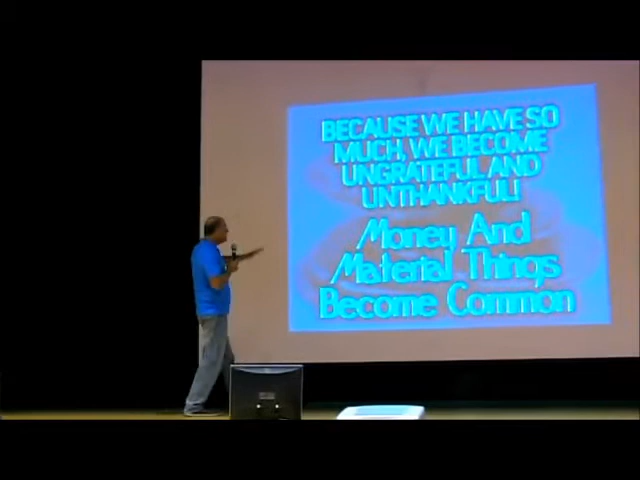 BECAUSE WE HAVE SO
MUCH, WE BECOME
UNGRATEFUL AND
UNTHANKFUL!
Money And
Material Things
Become Common